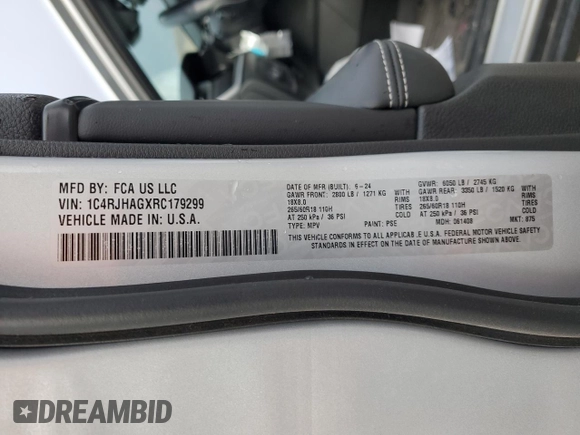 MFD BY: FCA US LLC
VIN: 1C4RJHAGXRC179299
VEHICLE MADE IN U.S.A.
DATE OF MFR (BUILT): 5-24
GAWR FRONT: 2800 LB / 1271 KG
18X8.0 RIMS
265/60R18 110H TIRES
AT 250 kPa / 36 PSI COLD
TYPE: MPV PAINT: PSE
GVWR: 6050 LB / 2745 KG
GAWR REAR: 3350 LB / 1520 KG
18X8.0 RIMS
265/60R18 110H TIRES
AT 250 kPa / 36 PSI COLD
MDH: 061408 MKT: 875
THIS VEHICLE CONFORMS TO ALL APPLICABLE U.S.A. FEDERAL MOTOR VEHICLE SAFETY
STANDARDS IN EFFECT ON THE DATE OF MANUFACTURE SHOWN ABOVE.
DREAMBID